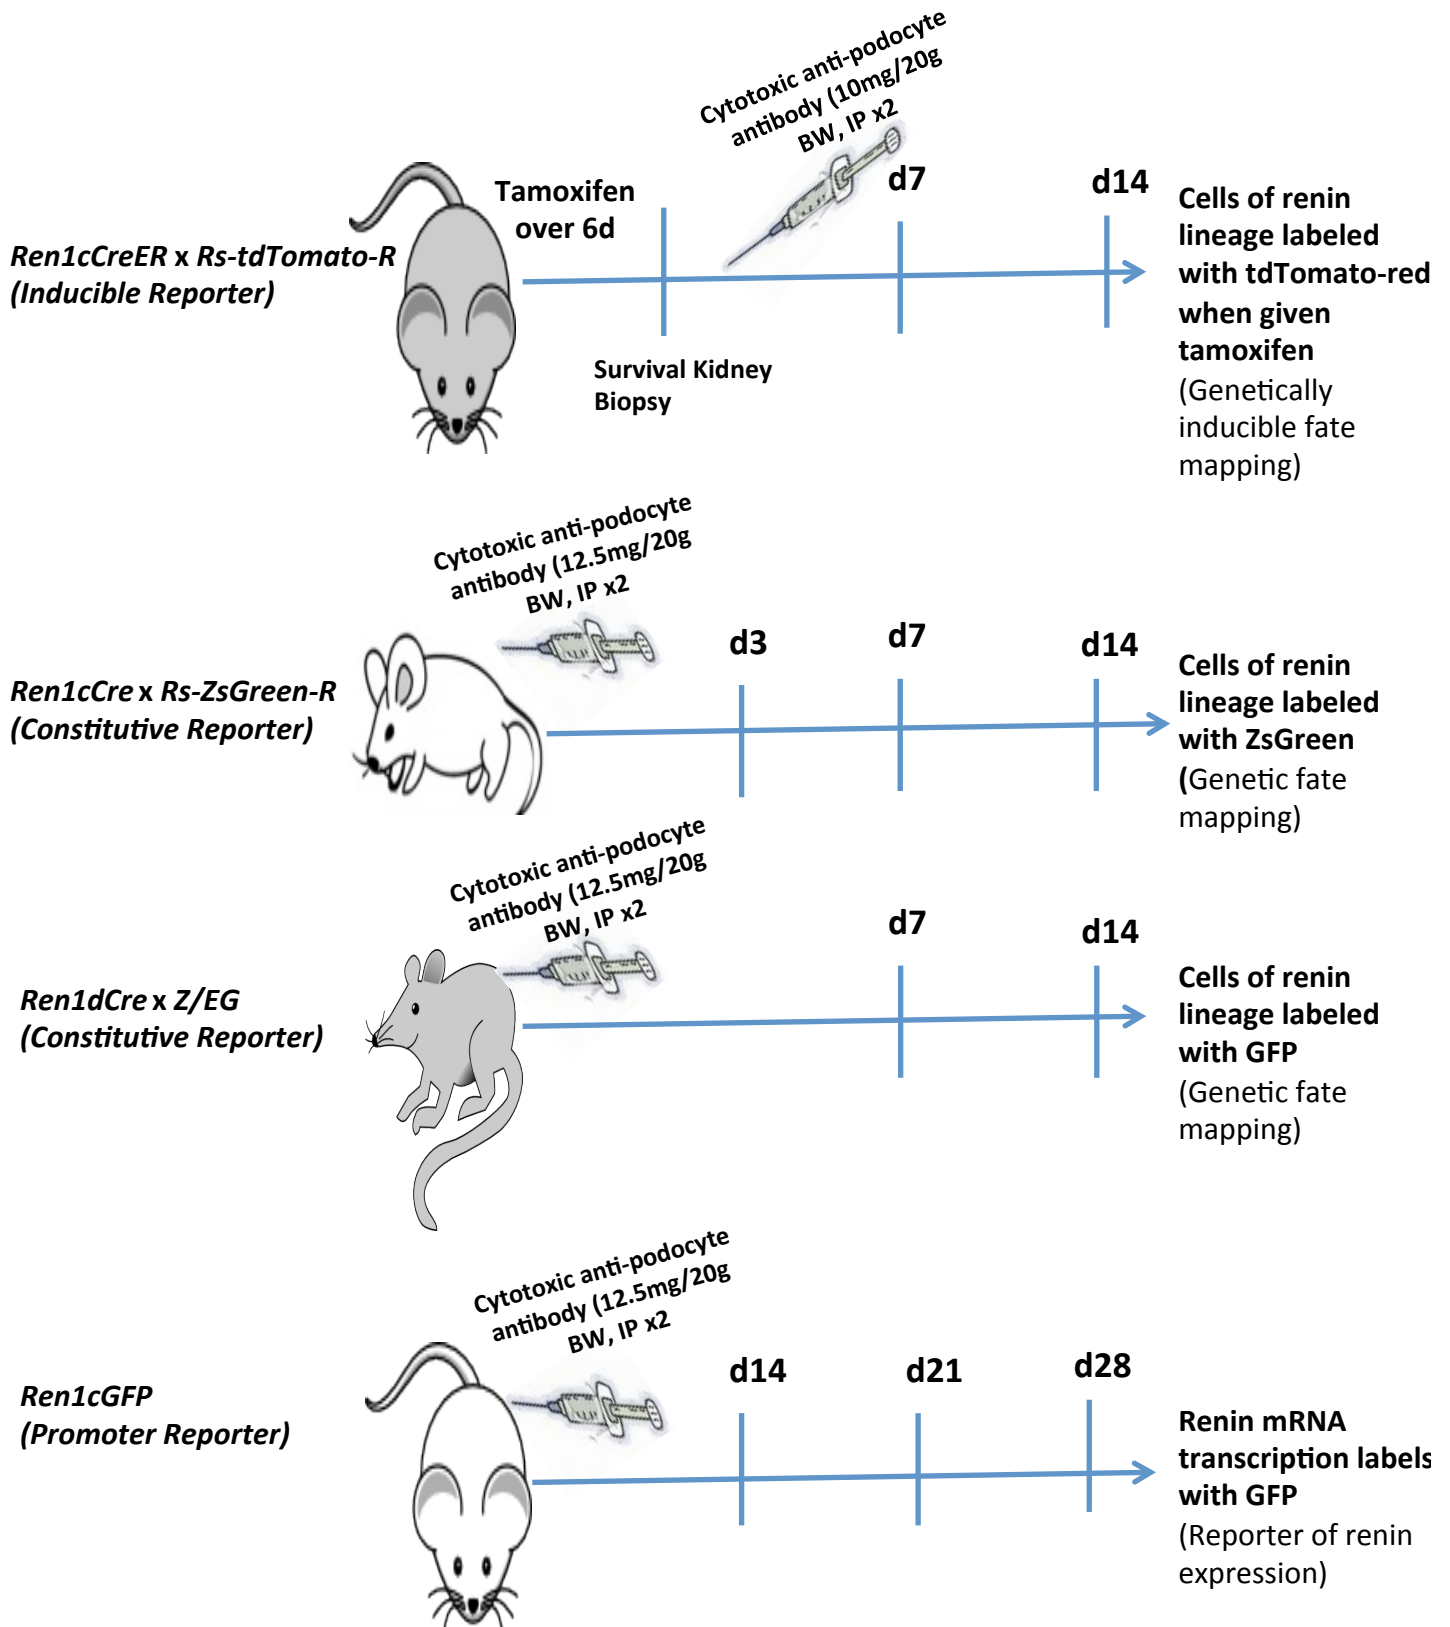 Cytotoxic anti-podocyte
antibody (10mg/20g
BW, IP x2
Tamoxifen
over 6d
d7
d14
Ren1cCreER x Rs-tdTomato-R
(Inducible Reporter)
Survival Kidney
Biopsy
Cells of renin
lineage labeled
with tdTomato-red
when given
tamoxifen
(Genetically
inducible fate
mapping)
Cytotoxic anti-podocyte
antibody (12.5mg/20g
BW, IP x2
d3
d7
d14
Ren1cCre x Rs-ZsGreen-R
(Constitutive Reporter)
Cells of renin
lineage labeled
with ZsGreen
(Genetic fate
mapping)
Cytotoxic anti-podocyte
antibody (12.5mg/20g
BW, IP x2
d7
d14
Ren1dCre x Z/EG
(Constitutive Reporter)
Cells of renin
lineage labeled
with GFP
(Genetic fate
mapping)
Cytotoxic anti-podocyte
antibody (12.5mg/20g
BW, IP x2
d14
d21
d28
Ren1cGFP
(Promoter Reporter)
Renin mRNA
transcription labels
with GFP
(Reporter of renin
expression)